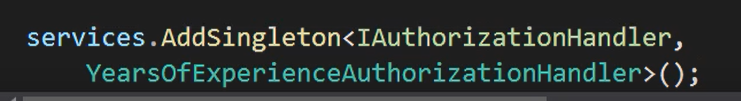 services.AddSingleton<IAuthorizationHandler,
YearsOfExperienceAuthorizationHandler>();